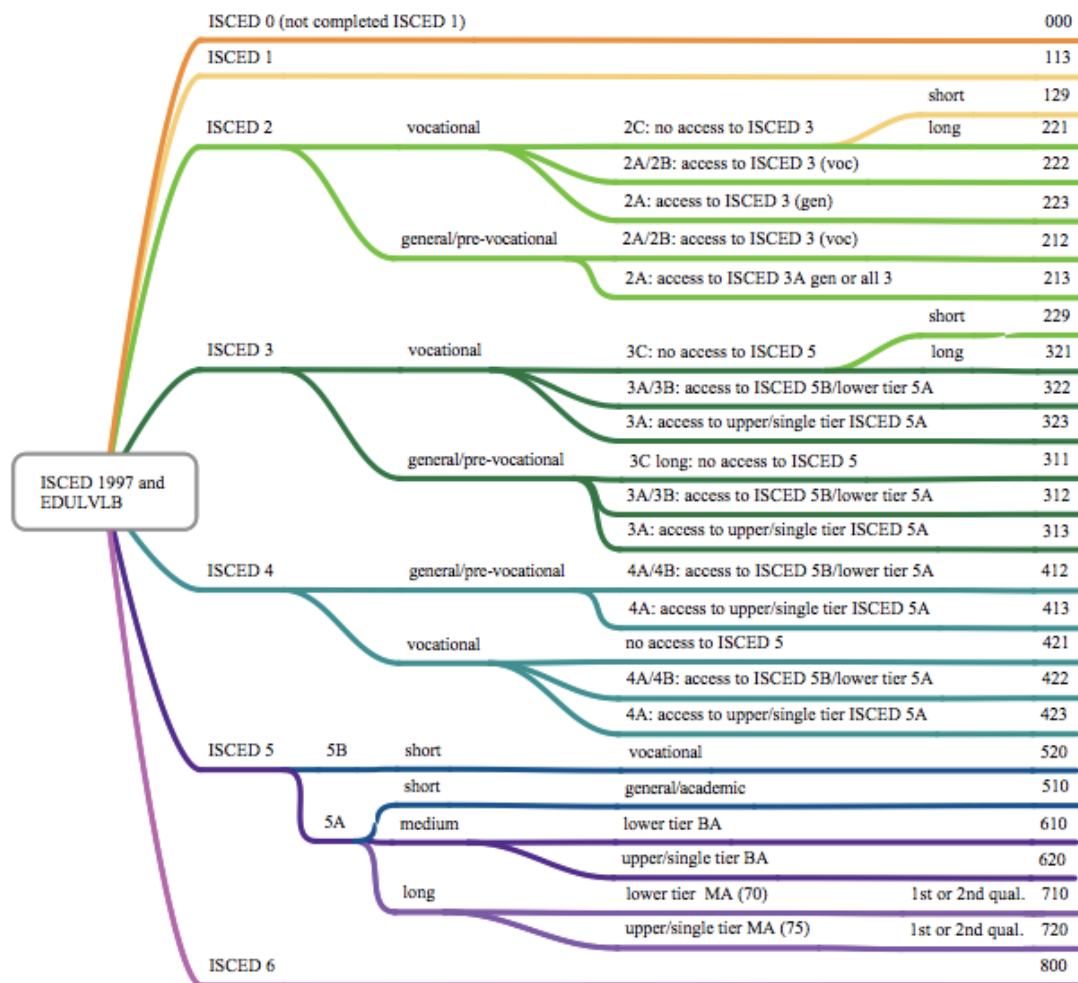 ISCED 0 (not completed ISCED 1) 000
ISCED 1 113
short 129
ISCED 2 vocational 2C: no access to ISCED 3 long 221
2A/2B: access to ISCED 3 (voc) 222
2A: access to ISCED 3 (gen) 223
general/pre-vocational 2A/2B: access to ISCED 3 (voc) 212
2A: access to ISCED 3A gen or all 3 213
short 229
ISCED 3 vocational 3C: no access to ISCED 5 long 321
3A/3B: access to ISCED 5B/lower tier 5A 322
3A: access to upper/single tier ISCED 5A 323
general/pre-vocational 3C long: no access to ISCED 5 311
ISCED 1997 and
EDULVLB
3A/3B: access to ISCED 5B/lower tier 5A 312
3A: access to upper/single tier ISCED 5A 313
ISCED 4 general/pre-vocational 4A/4B: access to ISCED 5B/lower tier 5A 412
4A: access to upper/single tier ISCED 5A 413
vocational no access to ISCED 5 421
4A/4B: access to ISCED 5B/lower tier 5A 422
4A: access to upper/single tier ISCED 5A 423
ISCED 5 5B short vocational 520
short general/academic 510
5A medium lower tier BA 610
upper/single tier BA 620
long lower tier MA (70) 1st or 2nd qual. 710
upper/single tier MA (75) 1st or 2nd qual. 720
ISCED 6 800